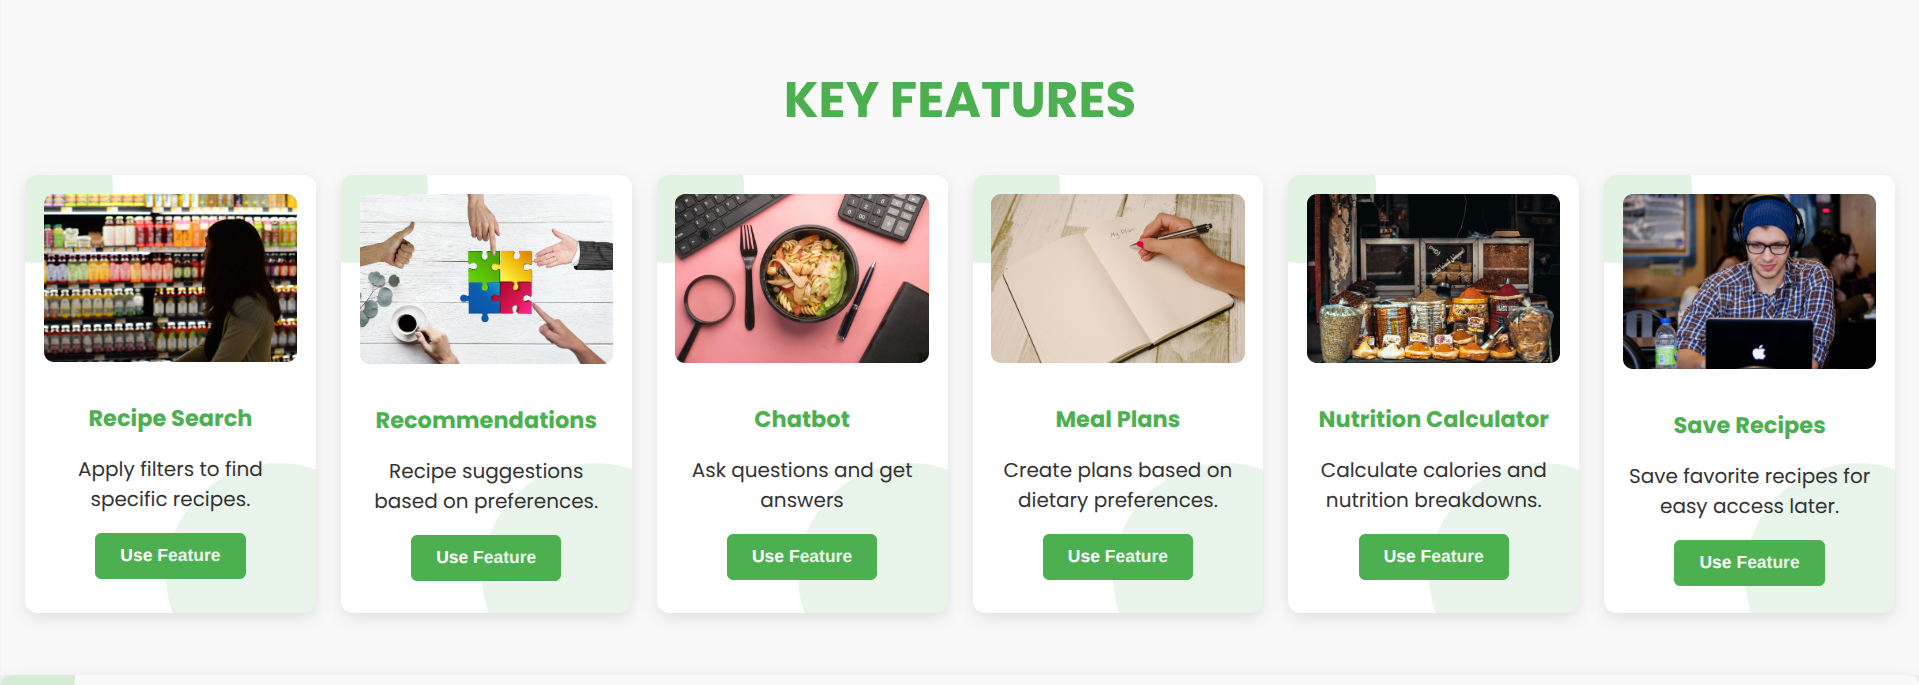 KEY FEATURES
My Plan:
Recipe Search
Apply filters to find
specific recipes.
Use Feature
Recommendations
Recipe suggestions
based on preferences.
Use Feature
Chatbot
Ask questions and get
answers
Use Feature
Meal Plans
Create plans based on
dietary preferences.
Use Feature
Nutrition Calculator
Calculate calories and
nutrition breakdowns.
Use Feature
Save Recipes
Save favorite recipes for
easy access later.
Use Feature